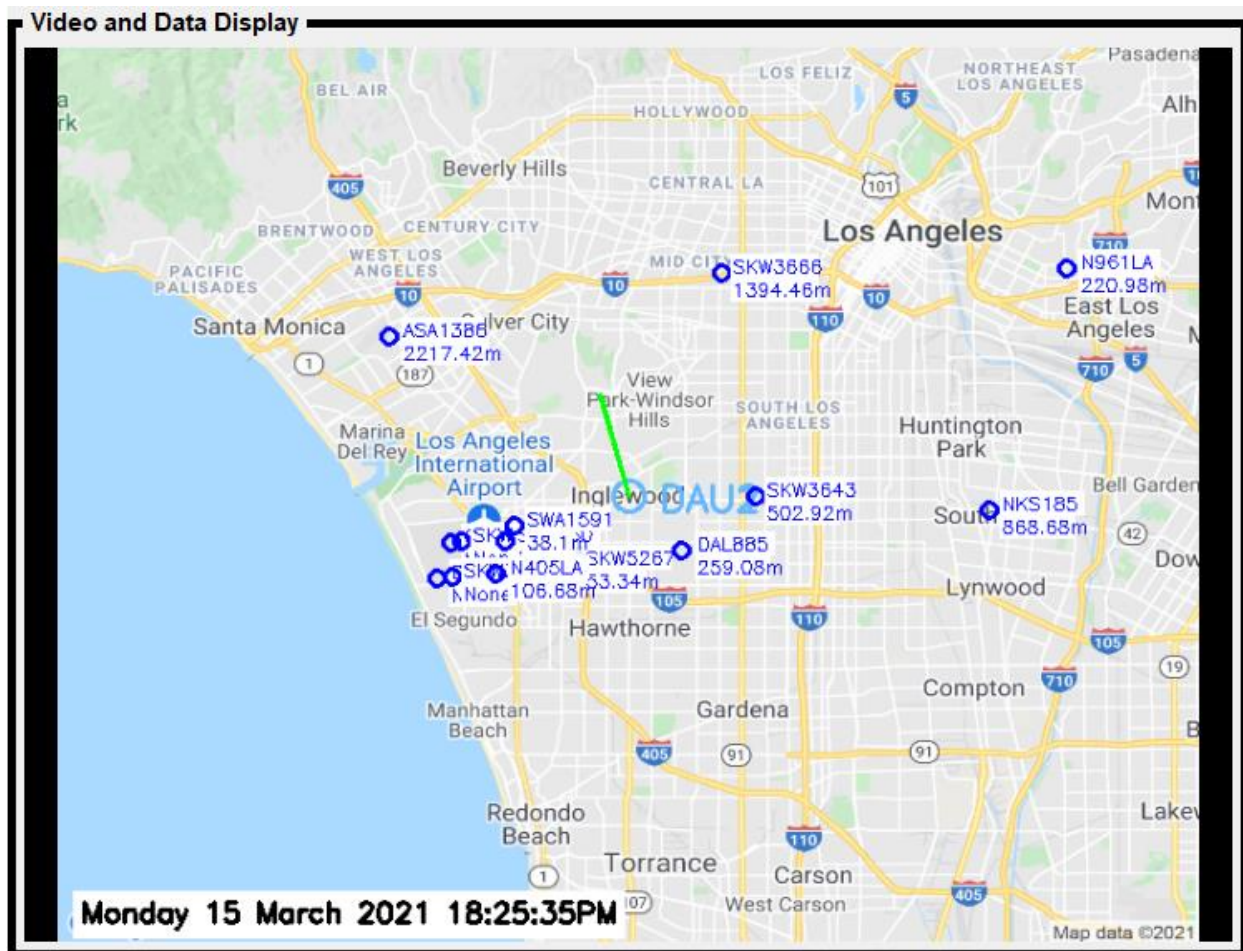 Video and Data Display
Pasadena
LOS FELIZ
NORTHEAST
LOS ANGELES
BEL AIR
5
Alh
HOLLYWOOD
Beverly Hills
405
CENTRAL LA
101
Mont
BRENTWOOD
CENTURY CITY
Los Angeles
710
WEST LOS
ANGELES
MID CITY
SKW3666
1394.46m
N961LA
220.98m
PACIFIC
PALISADES
10
10
10
East Los
Angeles
Santa Monica
Culver City
110
ASA1386
2217.42m
1
187
5
710
View
Park-Windsor
Hills
SOUTH LOS
ANGELES
Huntington
Park
Marina
Del Rey
Los Angeles
International
Airport
Bell Garden
Inglewood
DAU2
SKW3643
502.92m
South
NKS185
868.68m
42
SWA1591
38.1m
SKW5267
53.34m
DAL885
259.08m
Dow
N405LA
106.68m
None
105
Lynwood
El Segundo
Hawthorne
110
105
19
710
Compton
Manhattan
Beach
Gardena
405
91
91
Redondo
Beach
110
Lakew
Torrance
1
Carson
405
107
West Carson
Monday 15 March 2021 18:25:35PM
Map data ©2021